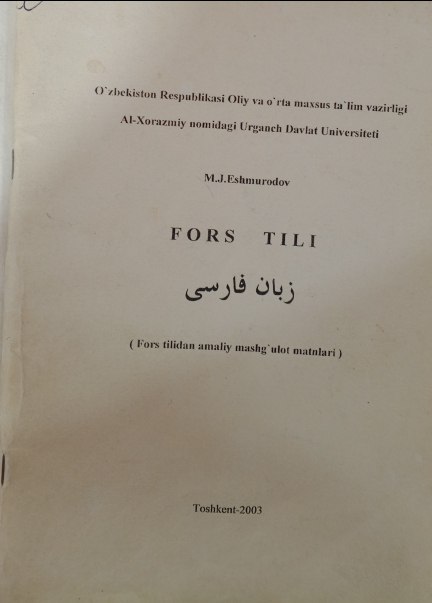 O`zbekiston Respublikasi Oliy va o`rta maxsus ta`lim vazirligi
Al-Xorazmiy nomidagi Urganch Davlat Universiteti
M.J.Eshmurodov
FORS TILI
زبان فارسی
( Fors tilidan amaliy mashg`ulot matnlari )
Toshkent-2003